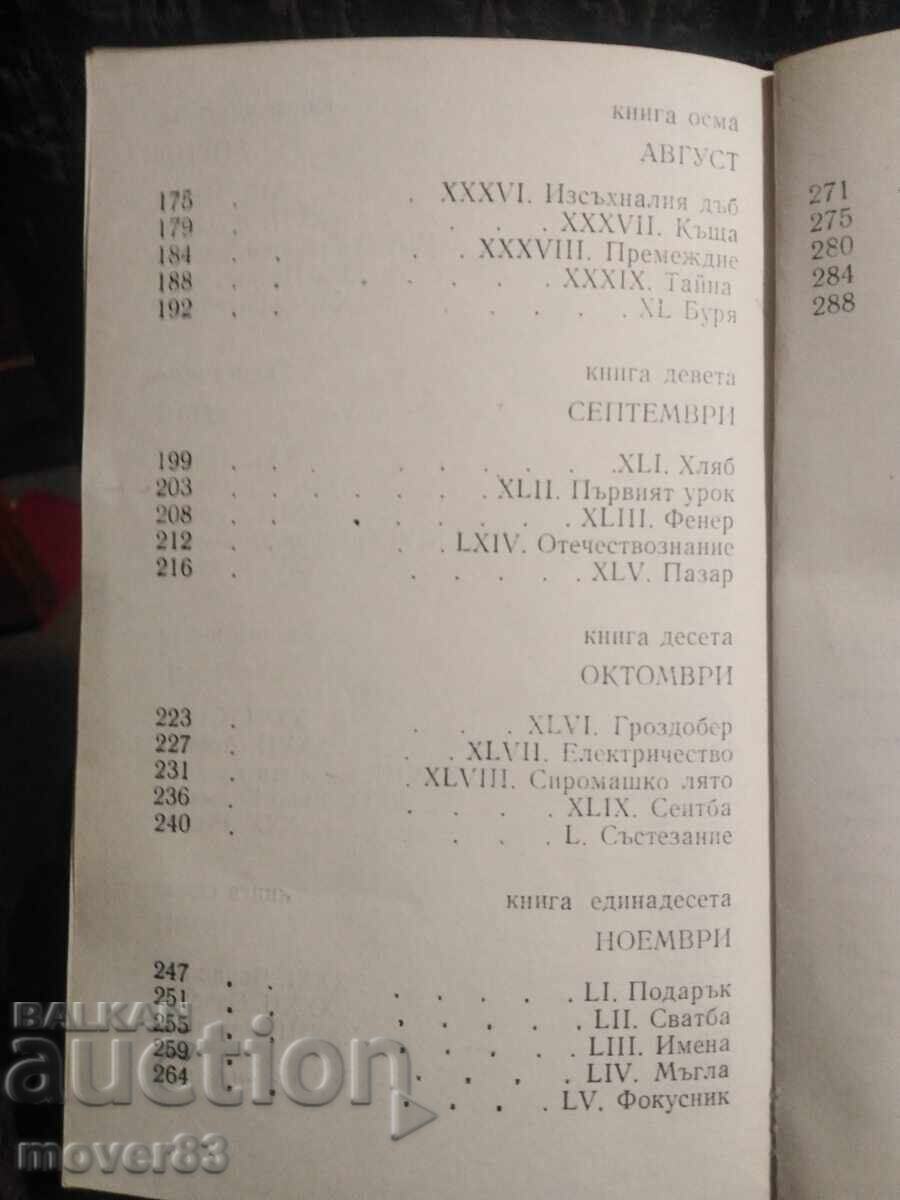 книга осма
АВГУСТ
175 . . XXXVI. Изсъхналия дъб
179 . . . . . XXXVII. Къща
184 . . . . XXXVIII. Премеждие
188 . . . . . . . XXXIX. Тайна
192 . . . . . . XL Буря
книга девета
СЕПТЕМВРИ
199 . . . . . . . . . XLI. Хляб
203 . . . . . . . XLII. Първият урок
208 . . . . . . . . XLIII. Фенер
212 . . . . LXIV. Отечествознание
216 . . . . . . XLV. Пазар
книга десета
ОКТОМВРИ
223 . . . . XLVI. Гроздобер
227 . . XLVII. Електричество
231 . . XLVIII. Сиромашко лято
236 . . . . . XLIX. Сеитба
240 . . . . L. Състезание
книга единадесета
НОЕМВРИ
247 . . . . . . LI. Подарък
251 . . . . . . LII. Сватба
255 . . . . . . LIII. Имена
259 . . . . . . LIV. Мъгла
264 . . . . . LV. Фокусник
271
275
280
284
288
BALKAN
auction
mover83